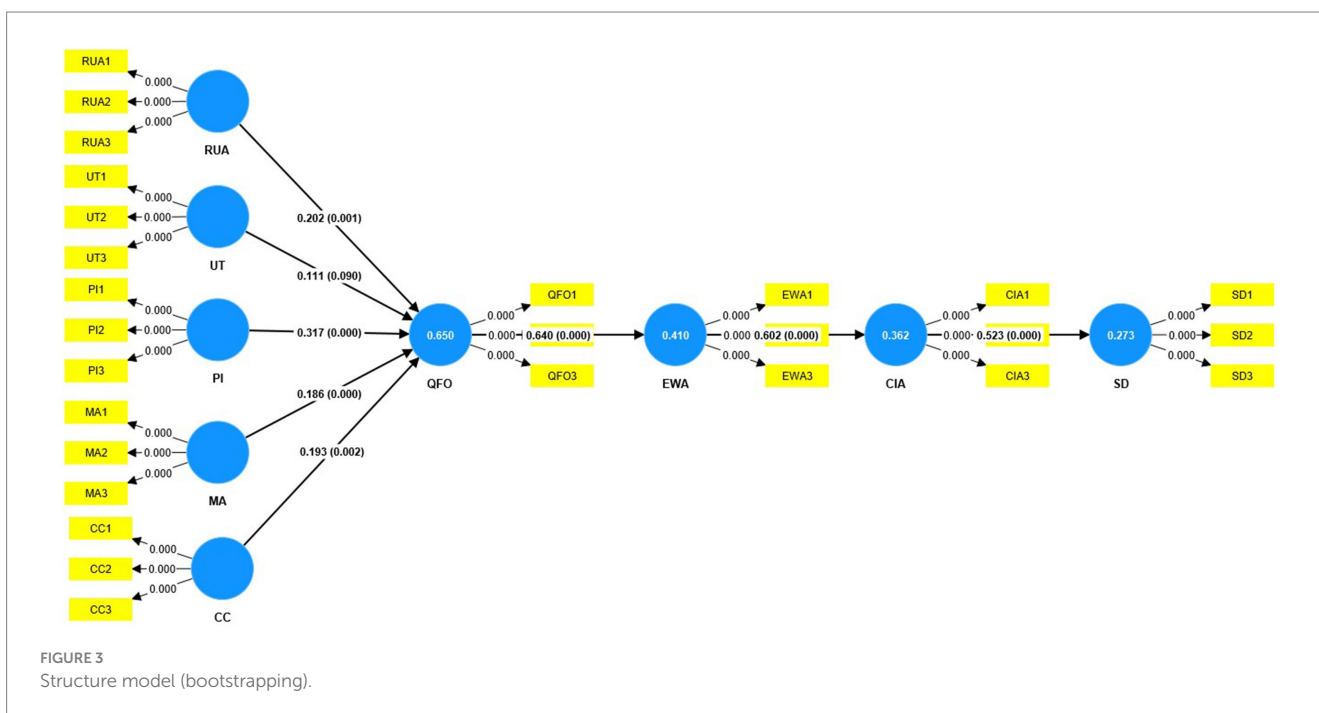 RUA1
0.000
RUA2
0.000
RUA3
0.000
RUA
UT1
0.000
UT2
0.000
UT3
0.000
UT
PI1
0.000
PI2
0.000
PI3
0.000
PI
MA1
0.000
MA2
0.000
MA3
0.000
MA
CC1
0.000
CC2
0.000
CC3
0.000
CC
0.202 (0.001)
0.111 (0.090)
0.317 (0.000)
0.186 (0.000)
0.193 (0.002)
0.650
QFO
QFO1
0.000
0.000
0.640 (0.000)
0.000
QFO3
0.410
EWA
EWA1
0.000
0.000
0.602 (0.000)
0.000
EWA3
0.362
CIA
CIA1
0.000
0.000
0.523 (0.000)
0.000
CIA3
0.273
SD
SD1
0.000
0.000
SD2
0.000
SD3
FIGURE 3
Structure model (bootstrapping).